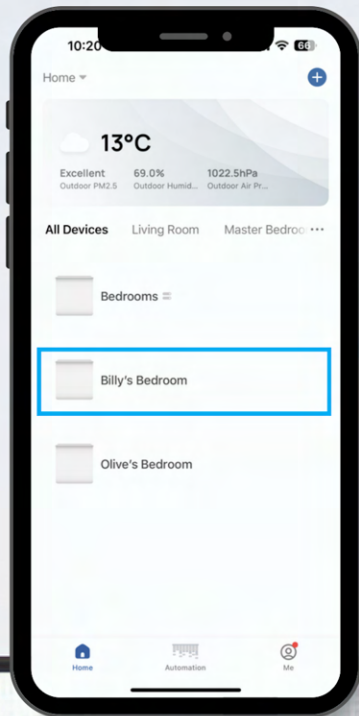 10:20
66
Home
13°C
Excellent 69.0% 1022.5hPa
Outdoor PM2.5 Outdoor Humid... Outdoor Air Pr...
All Devices Living Room Master Bedroo ...
Bedrooms
Billy's Bedroom
Olive's Bedroom
Home Automation Me